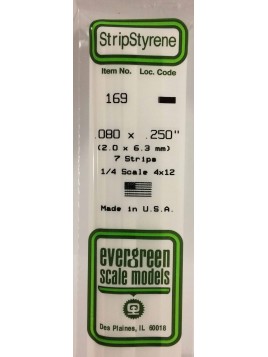 StripStyrene
Item No. Loc. Code
169
.080 x .250"
(2.0 x 6.3 mm)
7 Strips
1/4 Scale 4x12
Made in U.S.A.
evergreen
scale models
Des Plaines, IL 60018